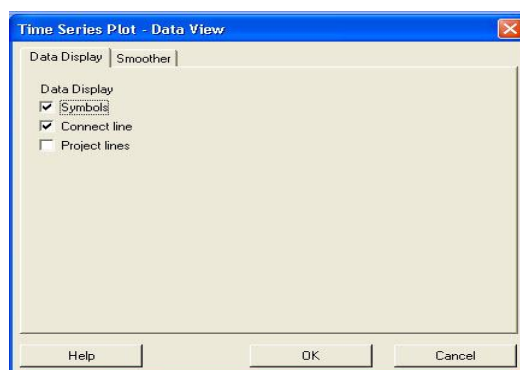 Time Series Plot - Data View
Data Display Smoother
Data Display
Symbols
Connect line
Project lines
Help OK Cancel